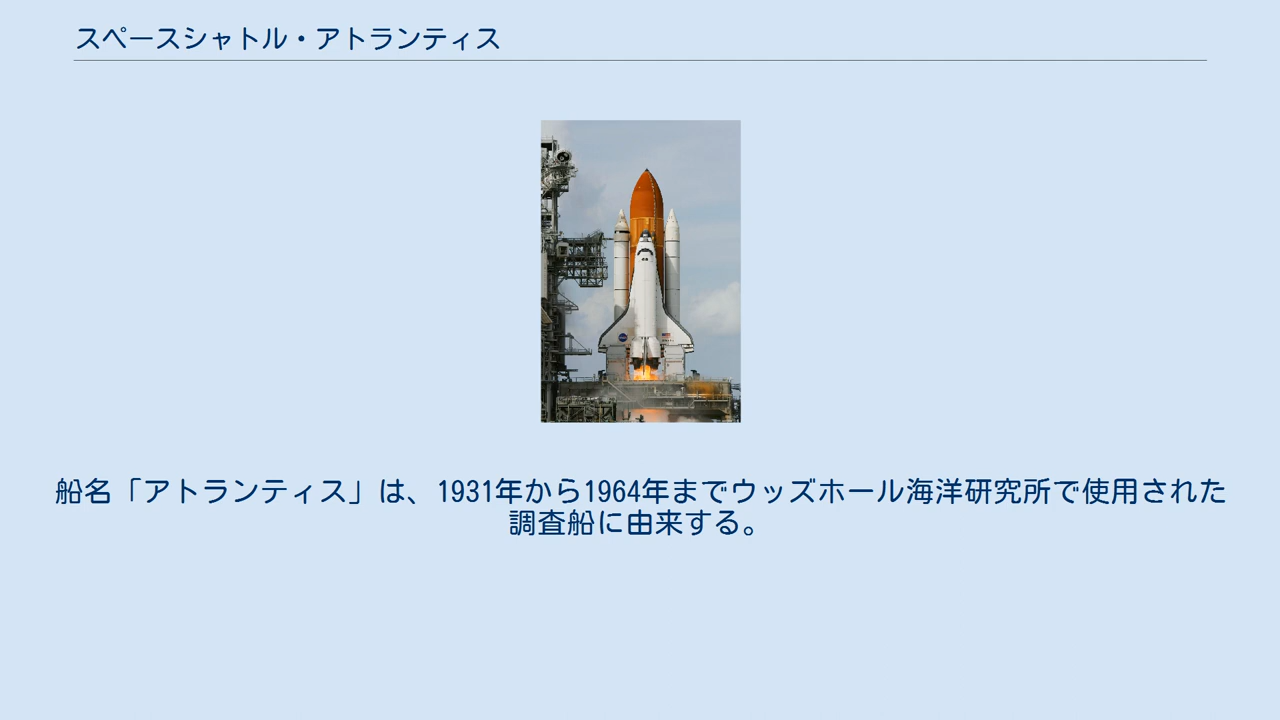 スペースシャトル・アトランティス
船名「アトランティス」は、1931年から1964年までウッズホール海洋研究所で使用された
調査船に由来する。